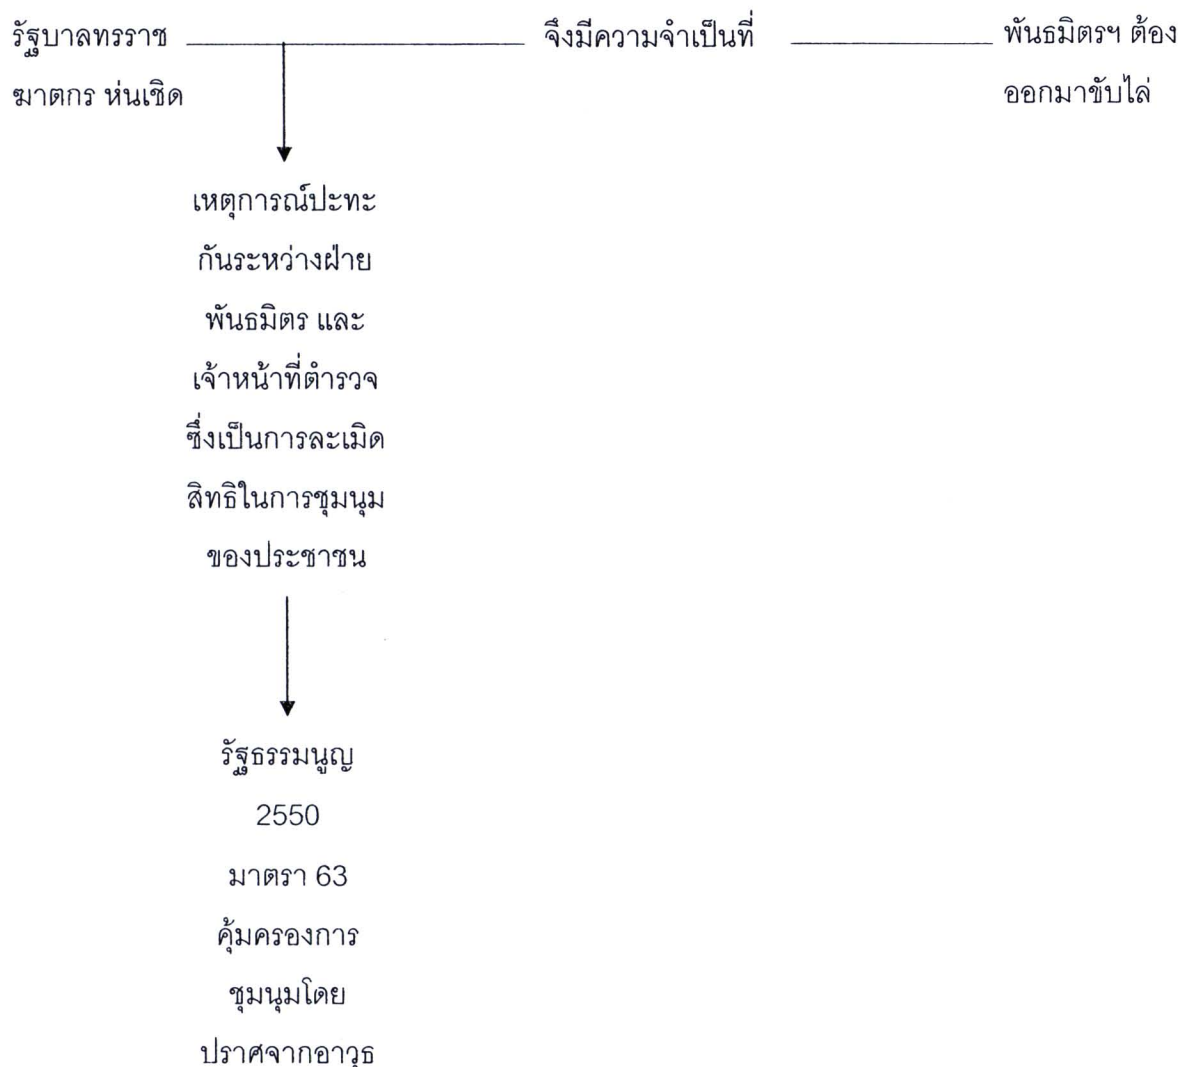 รัฐบาลทรราช จึงมีความจำเป็นที่ พันธมิตรฯ ต้อง
ฆาตกร ห่นเชิด ออกมาขับไล่
เหตุการณ์ปะทะ
กันระหว่างฝ่าย
พันธมิตร และ
เจ้าหน้าที่ตำรวจ
ซึ่งเป็นการละเมิด
สิทธิในการชุมนุม
ของประชาชน
รัฐธรรมนูญ
2550
มาตรา 63
คุ้มครองการ
ชุมนุมโดย
ปราศจากอาวุธ